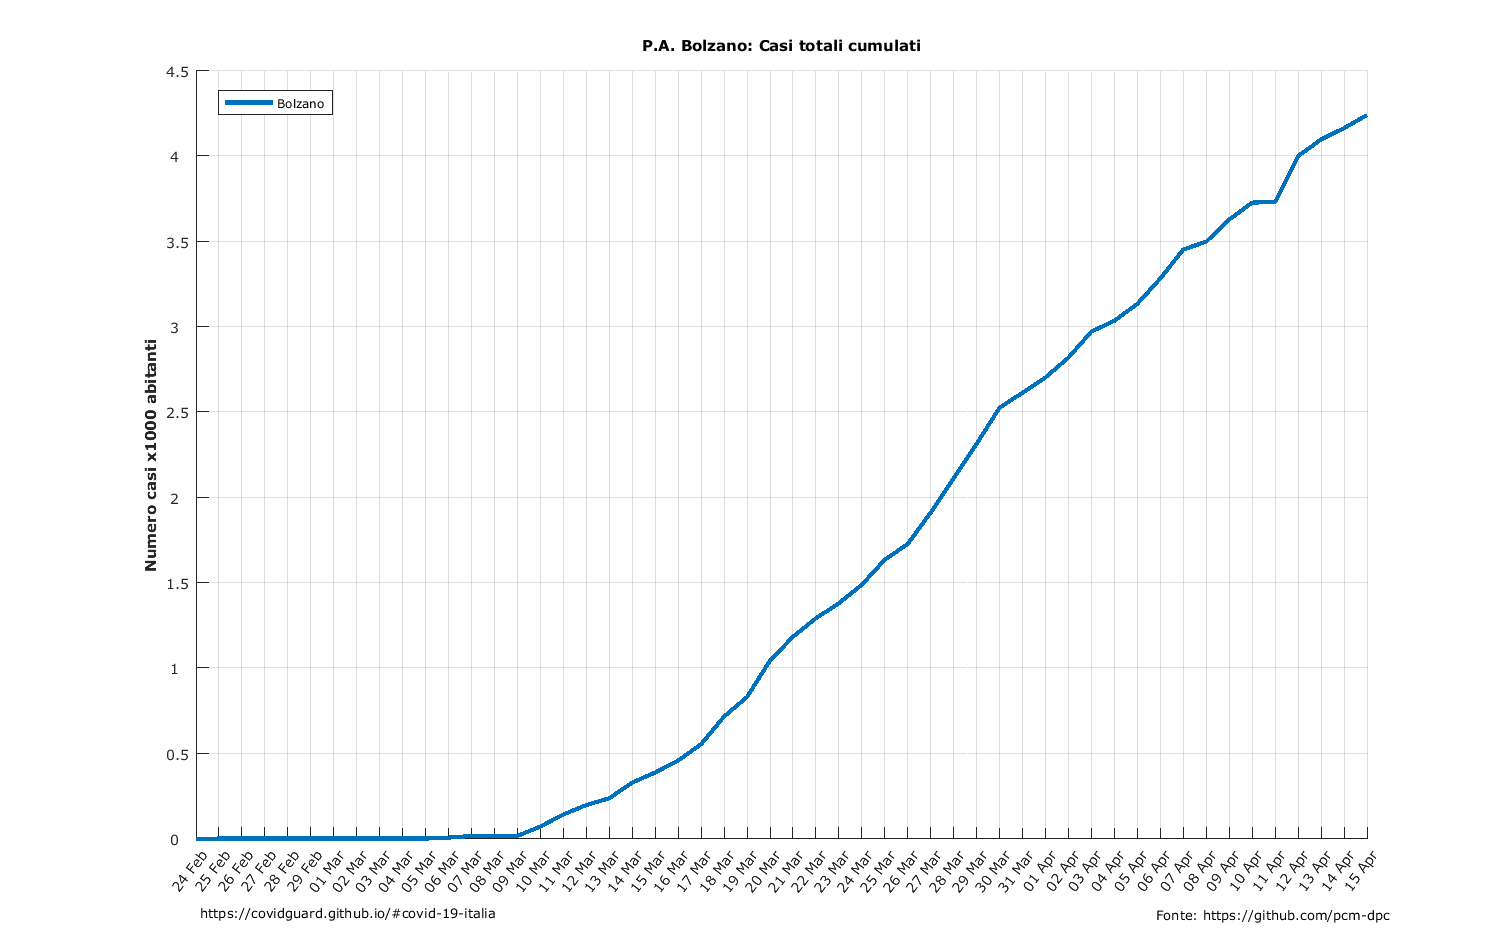 P.A. Bolzano: Casi totali cumulati
Bolzano
Numero casi x1000 abitanti
4.5
4
3.5
3
2.5
2
1.5
1
0.5
0
24 Feb
25 Feb
26 Feb
27 Feb
28 Feb
29 Feb
01 Mar
02 Mar
03 Mar
04 Mar
05 Mar
06 Mar
07 Mar
08 Mar
09 Mar
10 Mar
11 Mar
12 Mar
13 Mar
14 Mar
15 Mar
16 Mar
17 Mar
18 Mar
19 Mar
20 Mar
21 Mar
22 Mar
23 Mar
24 Mar
25 Mar
26 Mar
27 Mar
28 Mar
29 Mar
30 Mar
31 Mar
01 Apr
02 Apr
03 Apr
04 Apr
05 Apr
06 Apr
07 Apr
08 Apr
09 Apr
10 Apr
11 Apr
12 Apr
13 Apr
14 Apr
15 Apr
https://covidguard.github.io/#covid-19-italia
Fonte: https://github.com/pcm-dpc